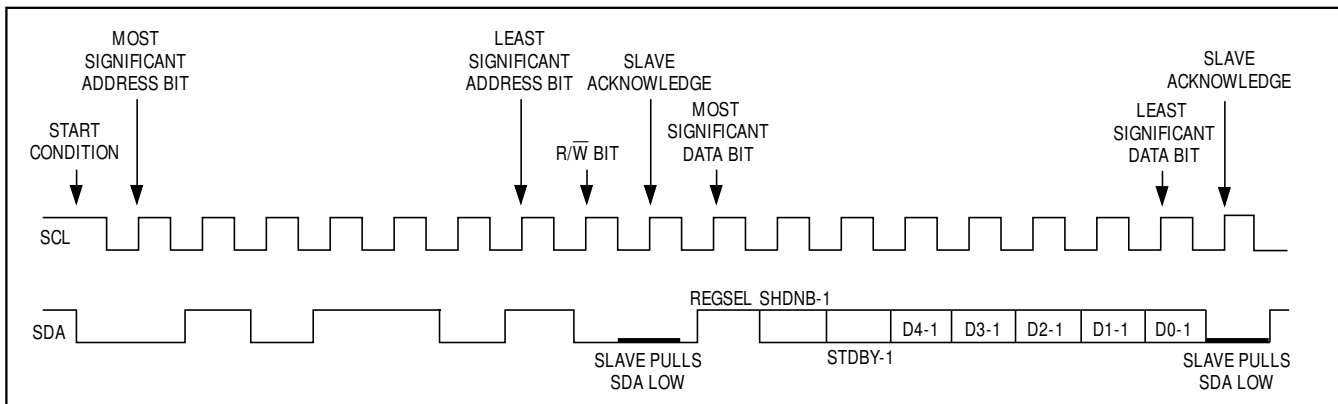 MOST
SIGNIFICANT
ADDRESS BIT
LEAST
SIGNIFICANT
ADDRESS BIT
SLAVE
ACKNOWLEDGE
SLAVE
ACKNOWLEDGE
START
CONDITION
R/W̅ BIT
MOST
SIGNIFICANT
DATA BIT
LEAST
SIGNIFICANT
DATA BIT
SCL
SDA
REGSEL SHDNB-1
D4-1
D3-1
D2-1
D1-1
D0-1
SLAVE PULLS
SDA LOW
STDBY-1
SLAVE PULLS
SDA LOW